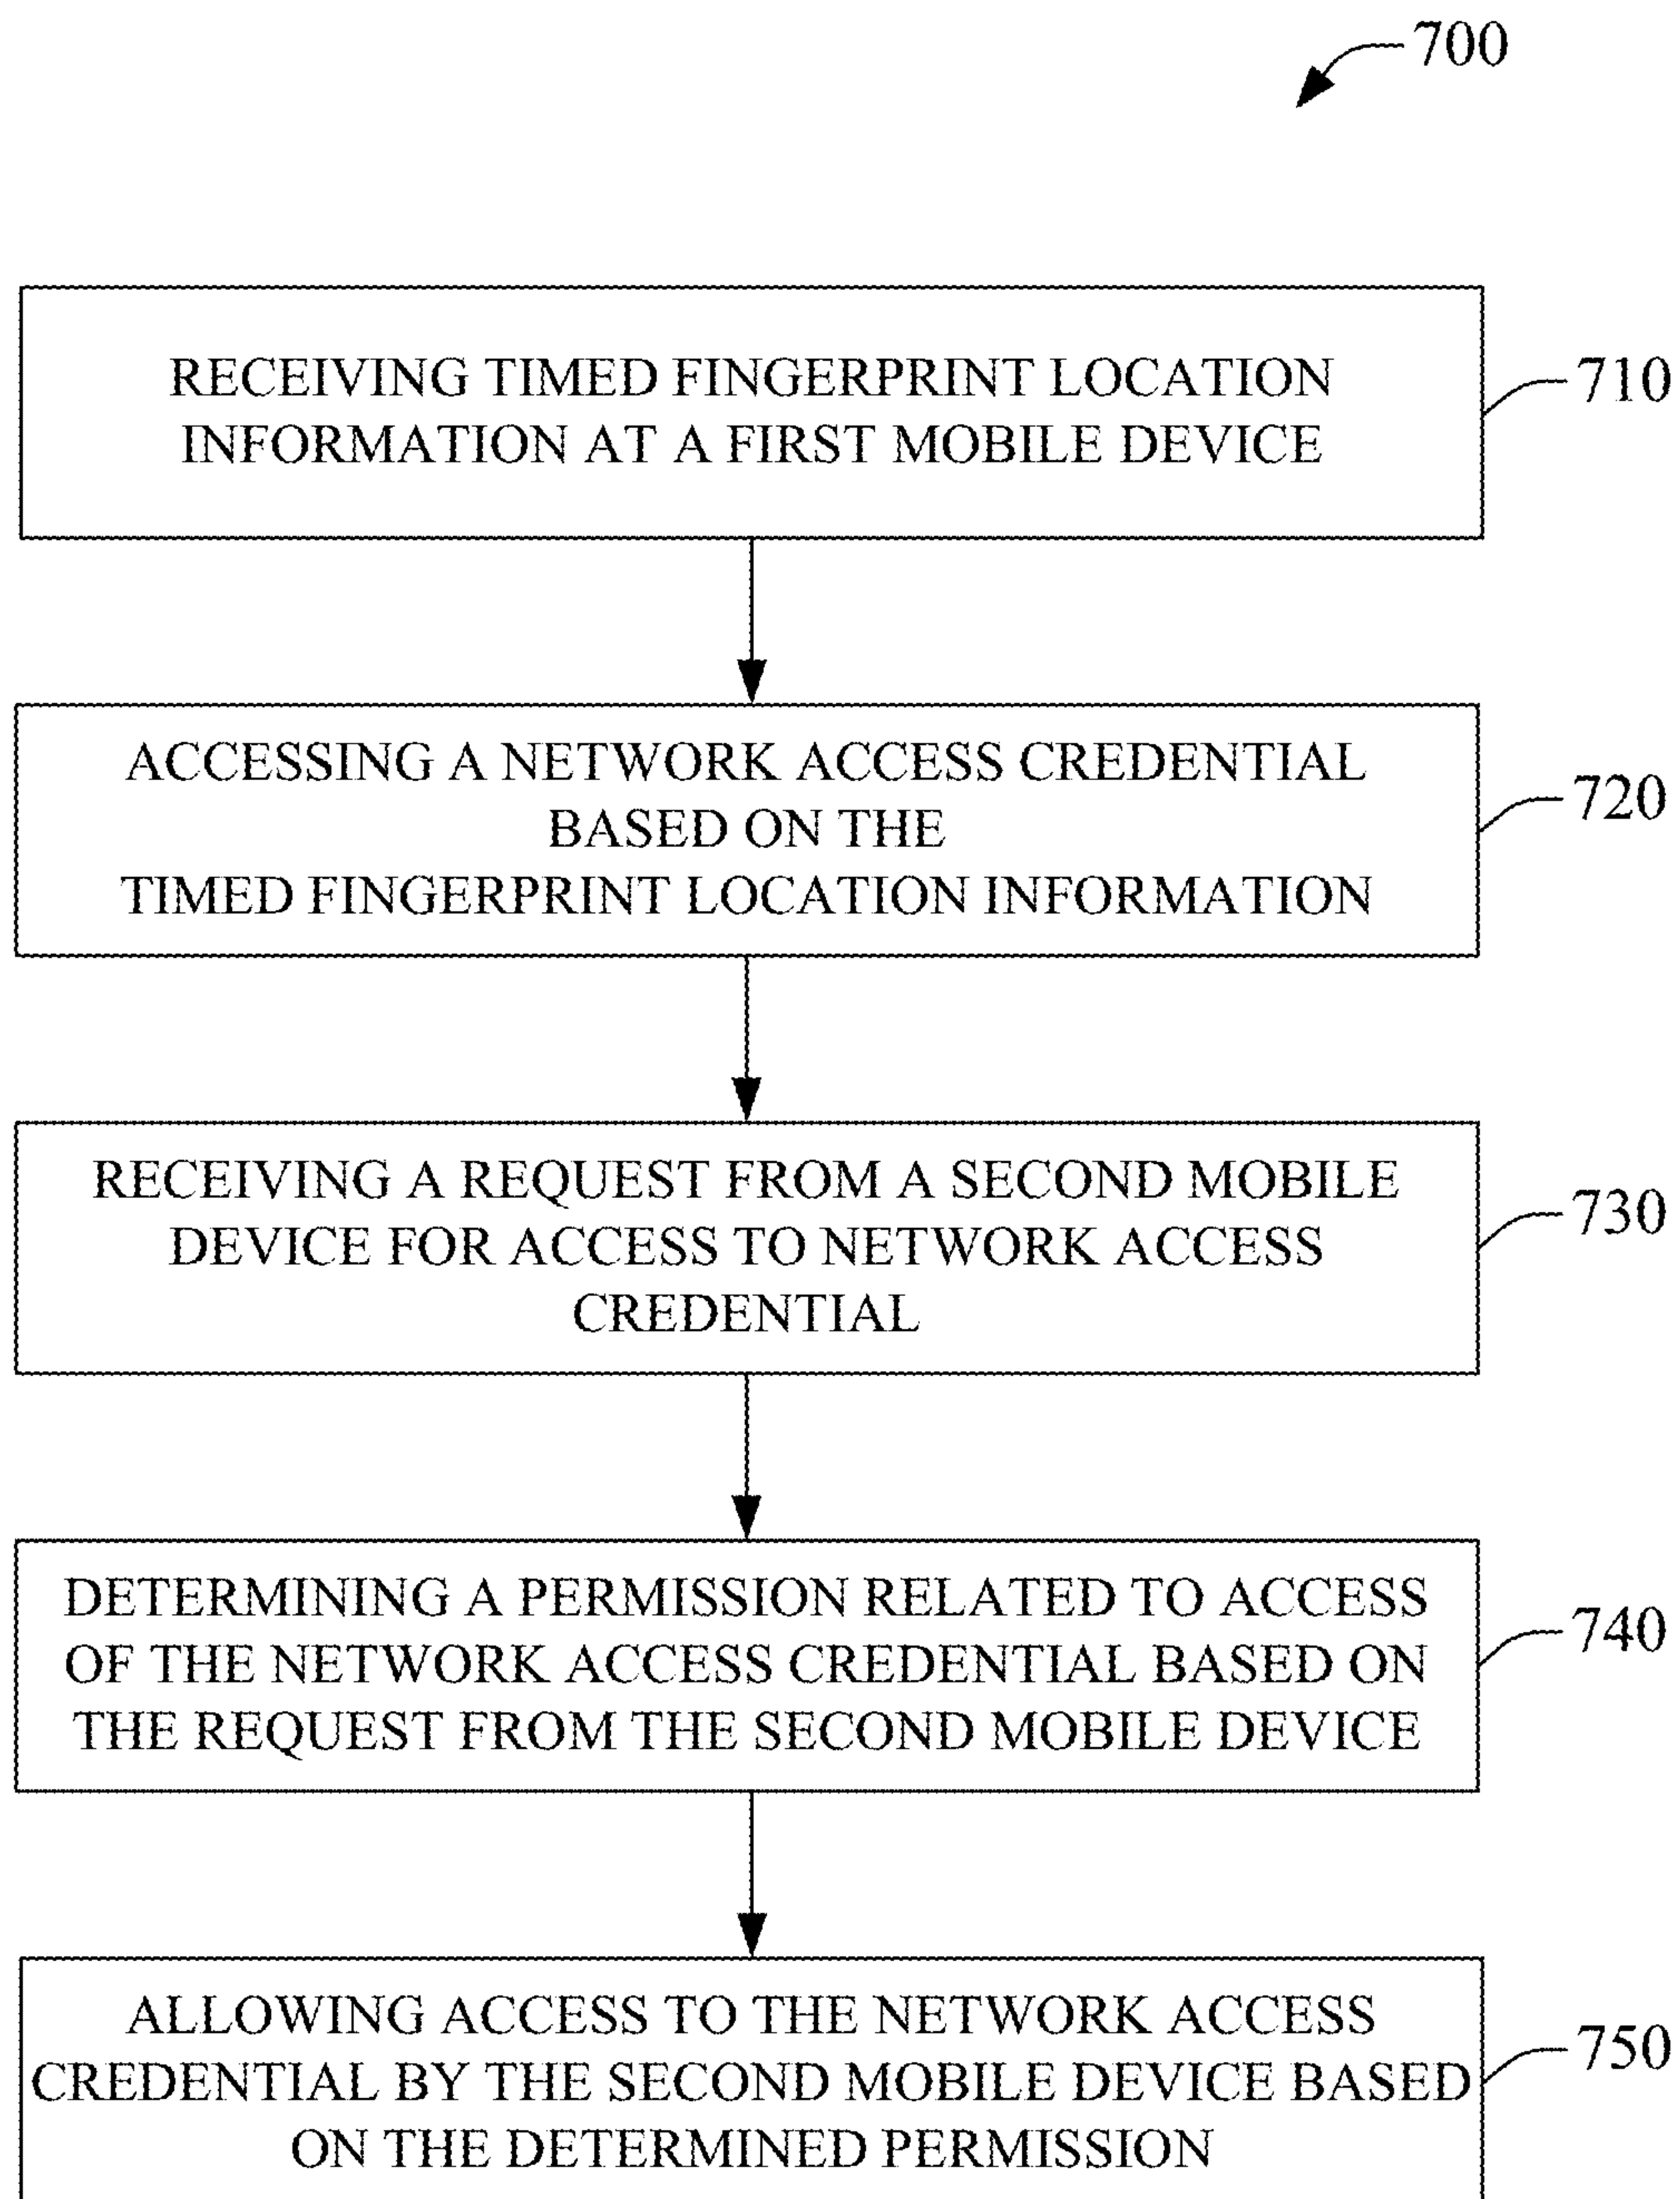 700
RECEIVING TIMED FINGERPRINT LOCATION
INFORMATION AT A FIRST MOBILE DEVICE
710
ACCESSING A NETWORK ACCESS CREDENTIAL
BASED ON THE
TIMED FINGERPRINT LOCATION INFORMATION
720
RECEIVING A REQUEST FROM A SECOND MOBILE
DEVICE FOR ACCESS TO NETWORK ACCESS
CREDENTIAL
730
DETERMINING A PERMISSION RELATED TO ACCESS
OF THE NETWORK ACCESS CREDENTIAL BASED ON
THE REQUEST FROM THE SECOND MOBILE DEVICE
740
ALLOWING ACCESS TO THE NETWORK ACCESS
CREDENTIAL BY THE SECOND MOBILE DEVICE BASED
ON THE DETERMINED PERMISSION
750